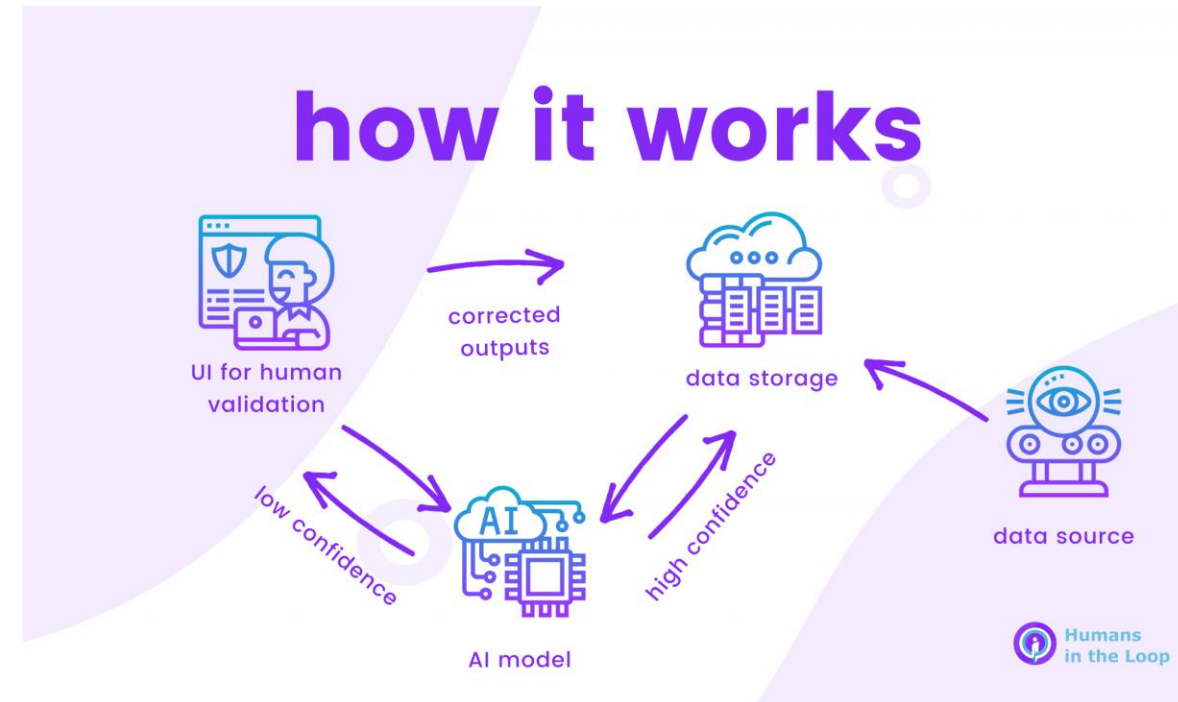 how it works
corrected
outputs
UI for human
validation
data storage
low confidence
high confidence
AI
AI model
data source
Humans
in the Loop